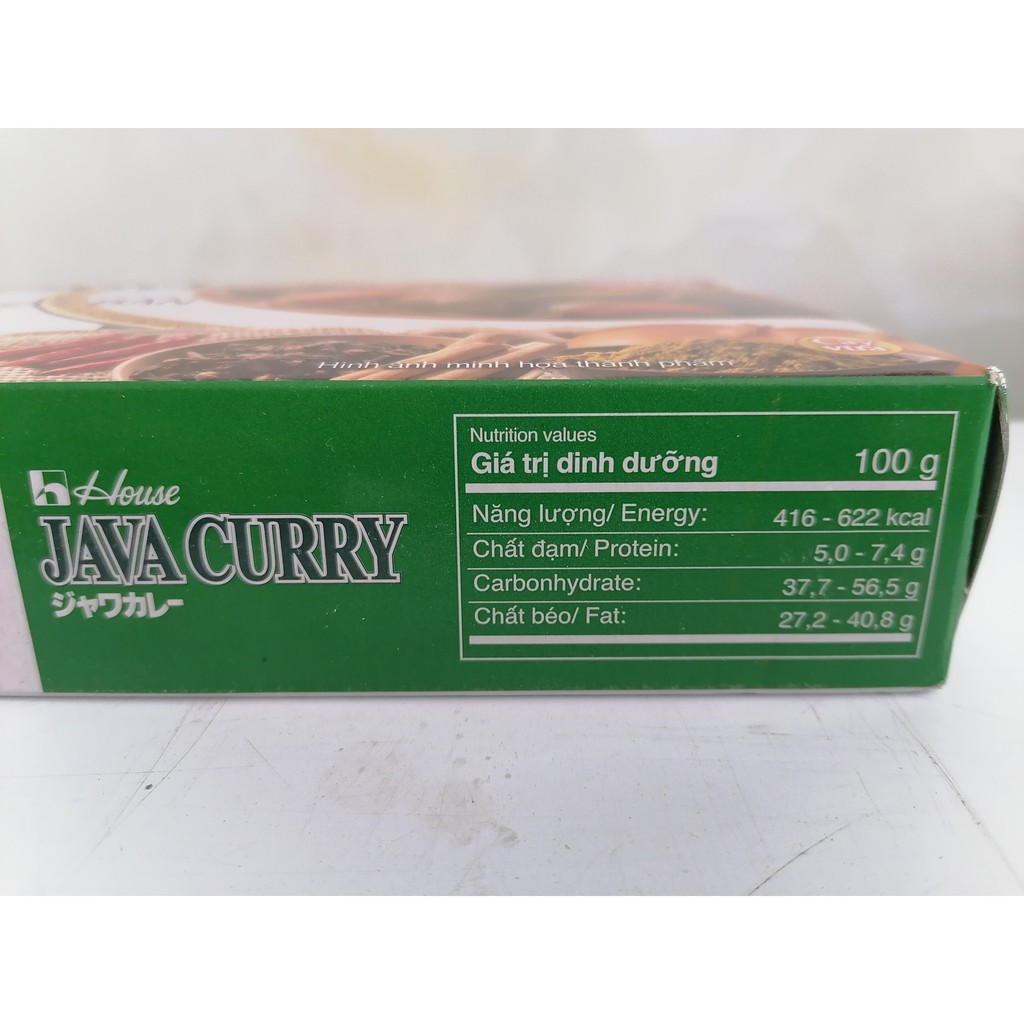 Hình ảnh minh họa thành phẩm
House
JAVA CURRY
ジャワカレー
Nutrition values
Giá trị dinh dưỡng 100 g
Năng lượng/ Energy: 416 - 622 kcal
Chất đạm/ Protein: 5,0 - 7,4 g
Carbonhydrate: 37,7 - 56,5 g
Chất béo/ Fat: 27,2 - 40,8 g